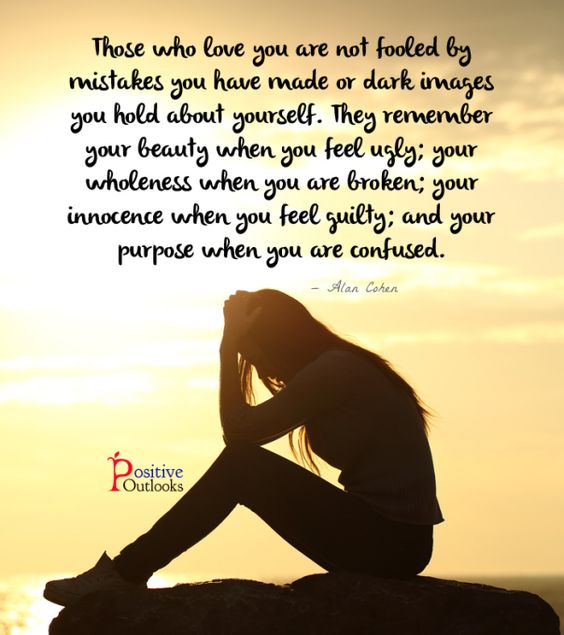 Those who love you are not fooled by
mistakes you have made or dark images
you hold about yourself. They remember
your beauty when you feel ugly; your
wholeness when you are broken; your
innocence when you feel guilty; and your
purpose when you are confused.
– Alan Cohen
Positive
Outlooks